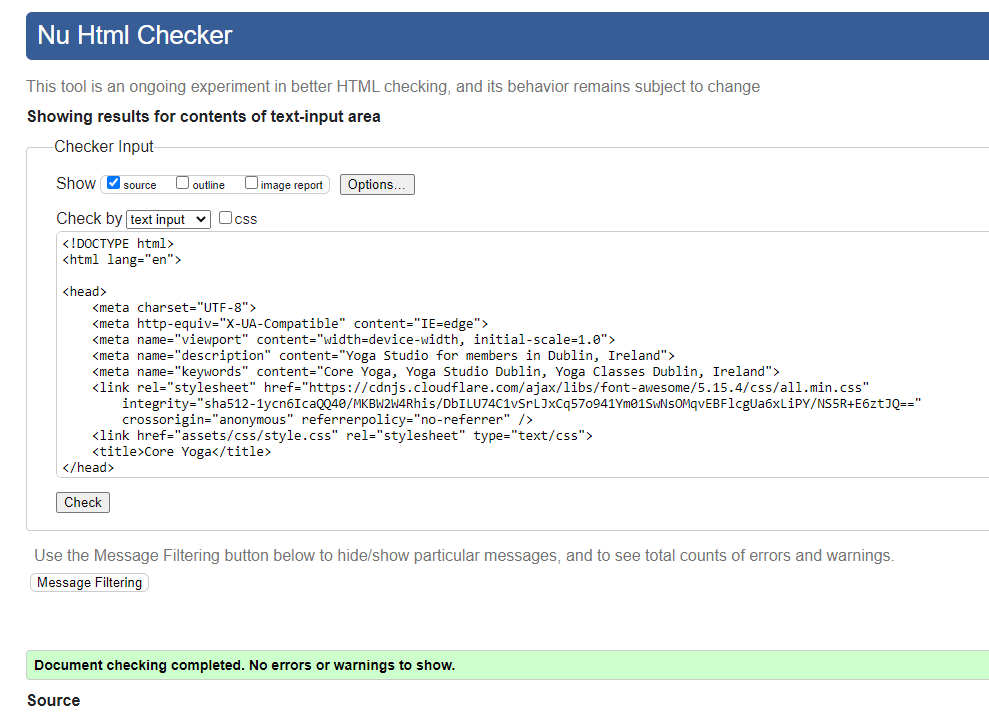 Nu Html Checker
This tool is an ongoing experiment in better HTML checking, and its behavior remains subject to change
Showing results for contents of text-input area
Checker Input
Show source outline image report Options...
Check by text input css
<!DOCTYPE html>
<html lang="en">
<head>
<meta charset="UTF-8">
<meta http-equiv="X-UA-Compatible" content="IE=edge">
<meta name="viewport" content="width=device-width, initial-scale=1.0">
<meta name="description" content="Yoga Studio for members in Dublin, Ireland">
<meta name="keywords" content="Core Yoga, Yoga Studio Dublin, Yoga Classes Dublin, Ireland">
<link rel="stylesheet" href="https://cdnjs.cloudflare.com/ajax/libs/font-awesome/5.15.4/css/all.min.css"
integrity="sha512-1ycn6IcaQQ40/MKBW2W4Rhis/DbILU74C1vSrLJxCq57o941Ym01SwNsOMqvEBFlcgUa6xLiPY/NS5R+E6ztJQ=="
crossorigin="anonymous" referrerpolicy="no-referrer" />
<link href="assets/css/style.css" rel="stylesheet" type="text/css">
<title>Core Yoga</title>
</head>
Check
Use the Message Filtering button below to hide/show particular messages, and to see total counts of errors and warnings.
Message Filtering
Document checking completed. No errors or warnings to show.
Source